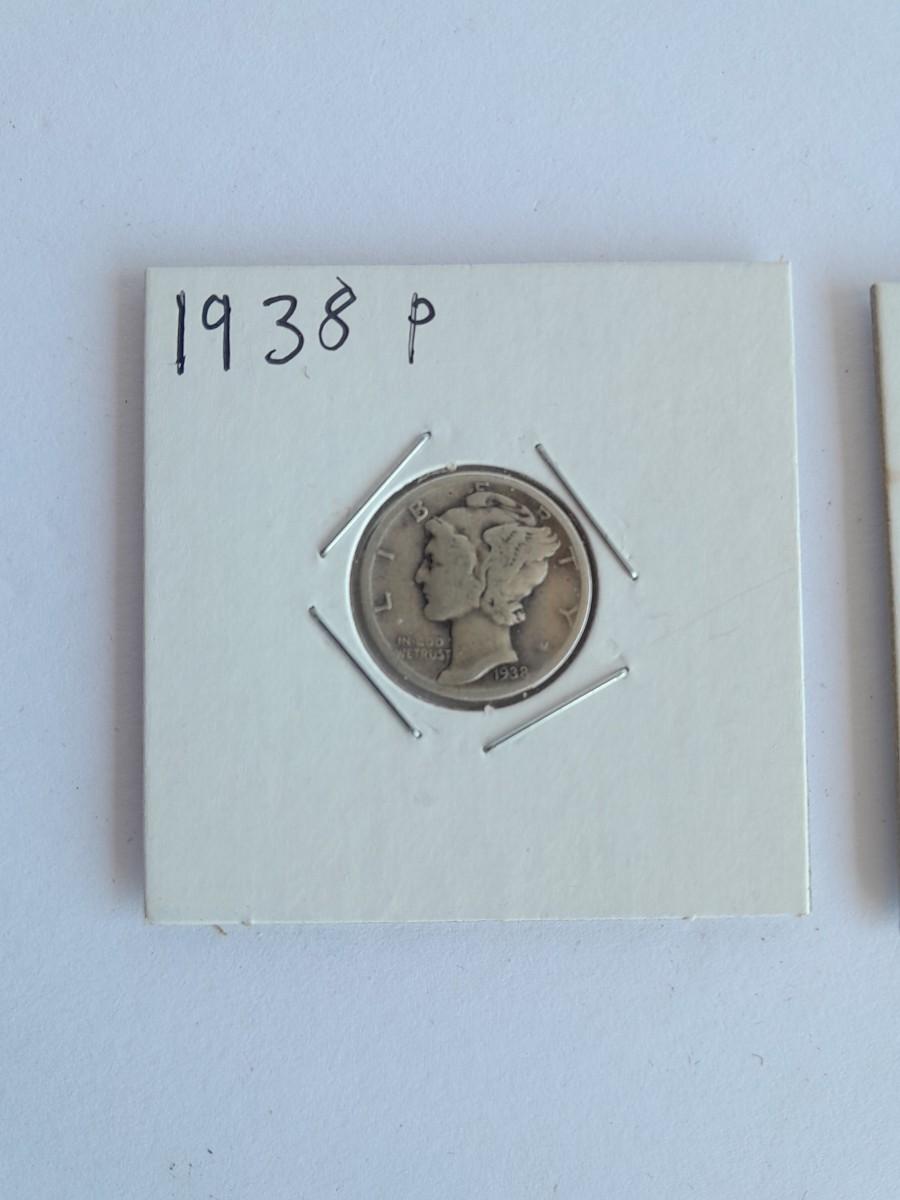 1938 P
LIBERTY
IN GOD
WE TRUST
1938